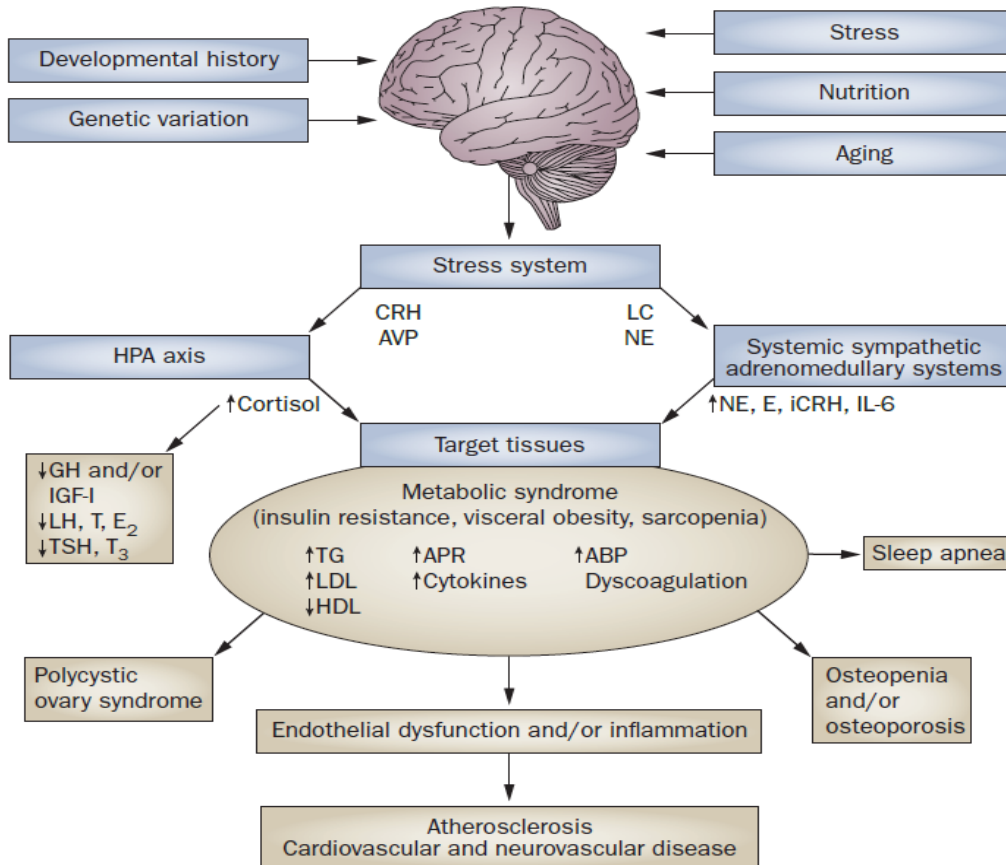 Developmental history
Genetic variation
Stress
Nutrition
Aging
Stress system
CRH
AVP
LC
NE
HPA axis
Systemic sympathetic
adrenomedullary systems
↑Cortisol
↑NE, E, iCRH, IL-6
Target tissues
↓GH and/or
IGF-I
↓LH, T, E₂
↓TSH, T₃
Metabolic syndrome
(insulin resistance, visceral obesity, sarcopenia)
↑TG ↑APR ↑ABP
↑LDL ↑Cytokines Dyscoagulation
↓HDL
Sleep apnea
Polycystic
ovary syndrome
Osteopenia
and/or
osteoporosis
Endothelial dysfunction and/or inflammation
Atherosclerosis
Cardiovascular and neurovascular disease